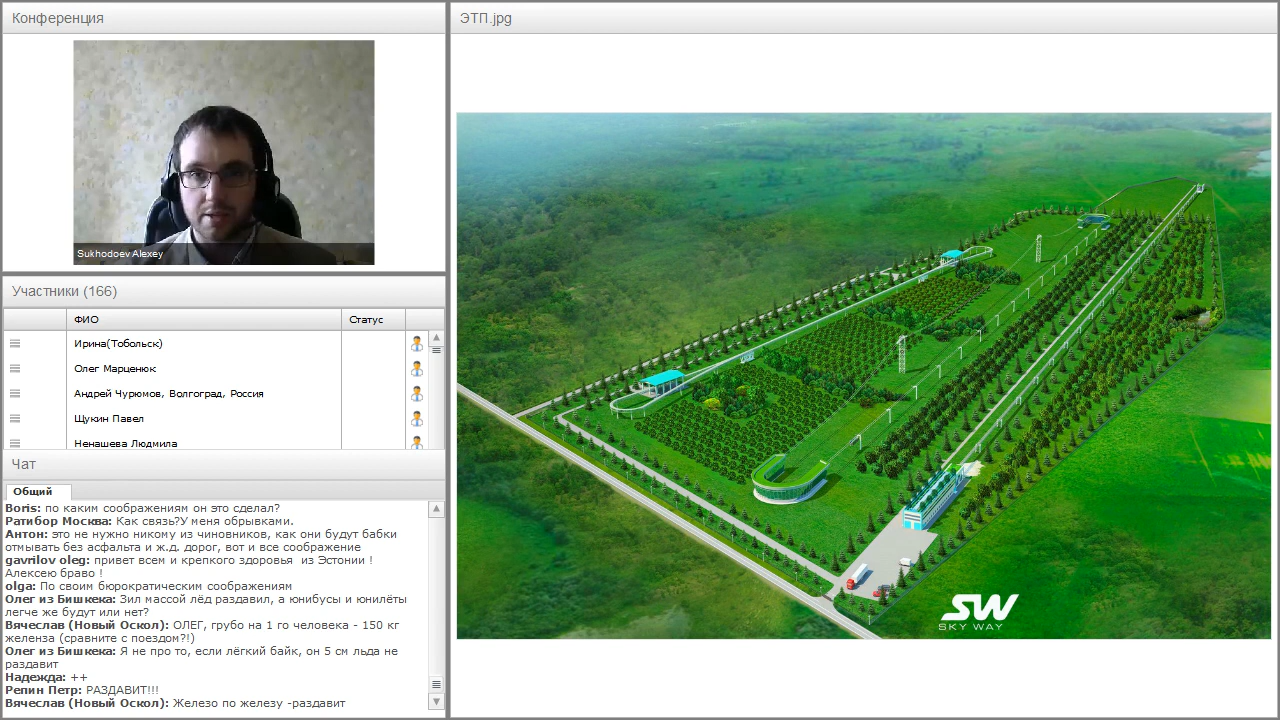 Конференция
Sukhodoev Alexey
Участники (166)
ФИО
Статус
Ирина(Тобольск)
Олег Марценюк
Андрей Чурюмов, Волгоград, Россия
Щукин Павел
Ненашева Людмила
Чат
Общий
Boris: по каким соображениям он это сделал?
Ратибор Москва: Как связь?У меня обрывками.
Антон: это не нужно никому из чиновников, как они будут бабки
отмывать без асфальта и ж.д. дорог, вот и все соображение
gavrilov oleg: привет всем и крепкого здоровья из Эстонии !
Алексею браво !
olga: По своим бюрократическим соображениям
Олег из Бишкека: Зил массой лёд раздавил, а юнибусы и юнилёты
легче же будут или нет?
Вячеслав (Новый Оскол): ОЛЕГ, грубо на 1 го человека - 150 кг
железа (сравните с поездом?!)
Олег из Бишкека: Я не про то, если лёгкий байк, он 5 см льда не
раздавит
Надежда: ++
Репин Петр: РАЗДАВИТ!!!
Вячеслав (Новый Оскол): Железо по железу -раздавит
ЭТП.jpg
SW
SKY WAY